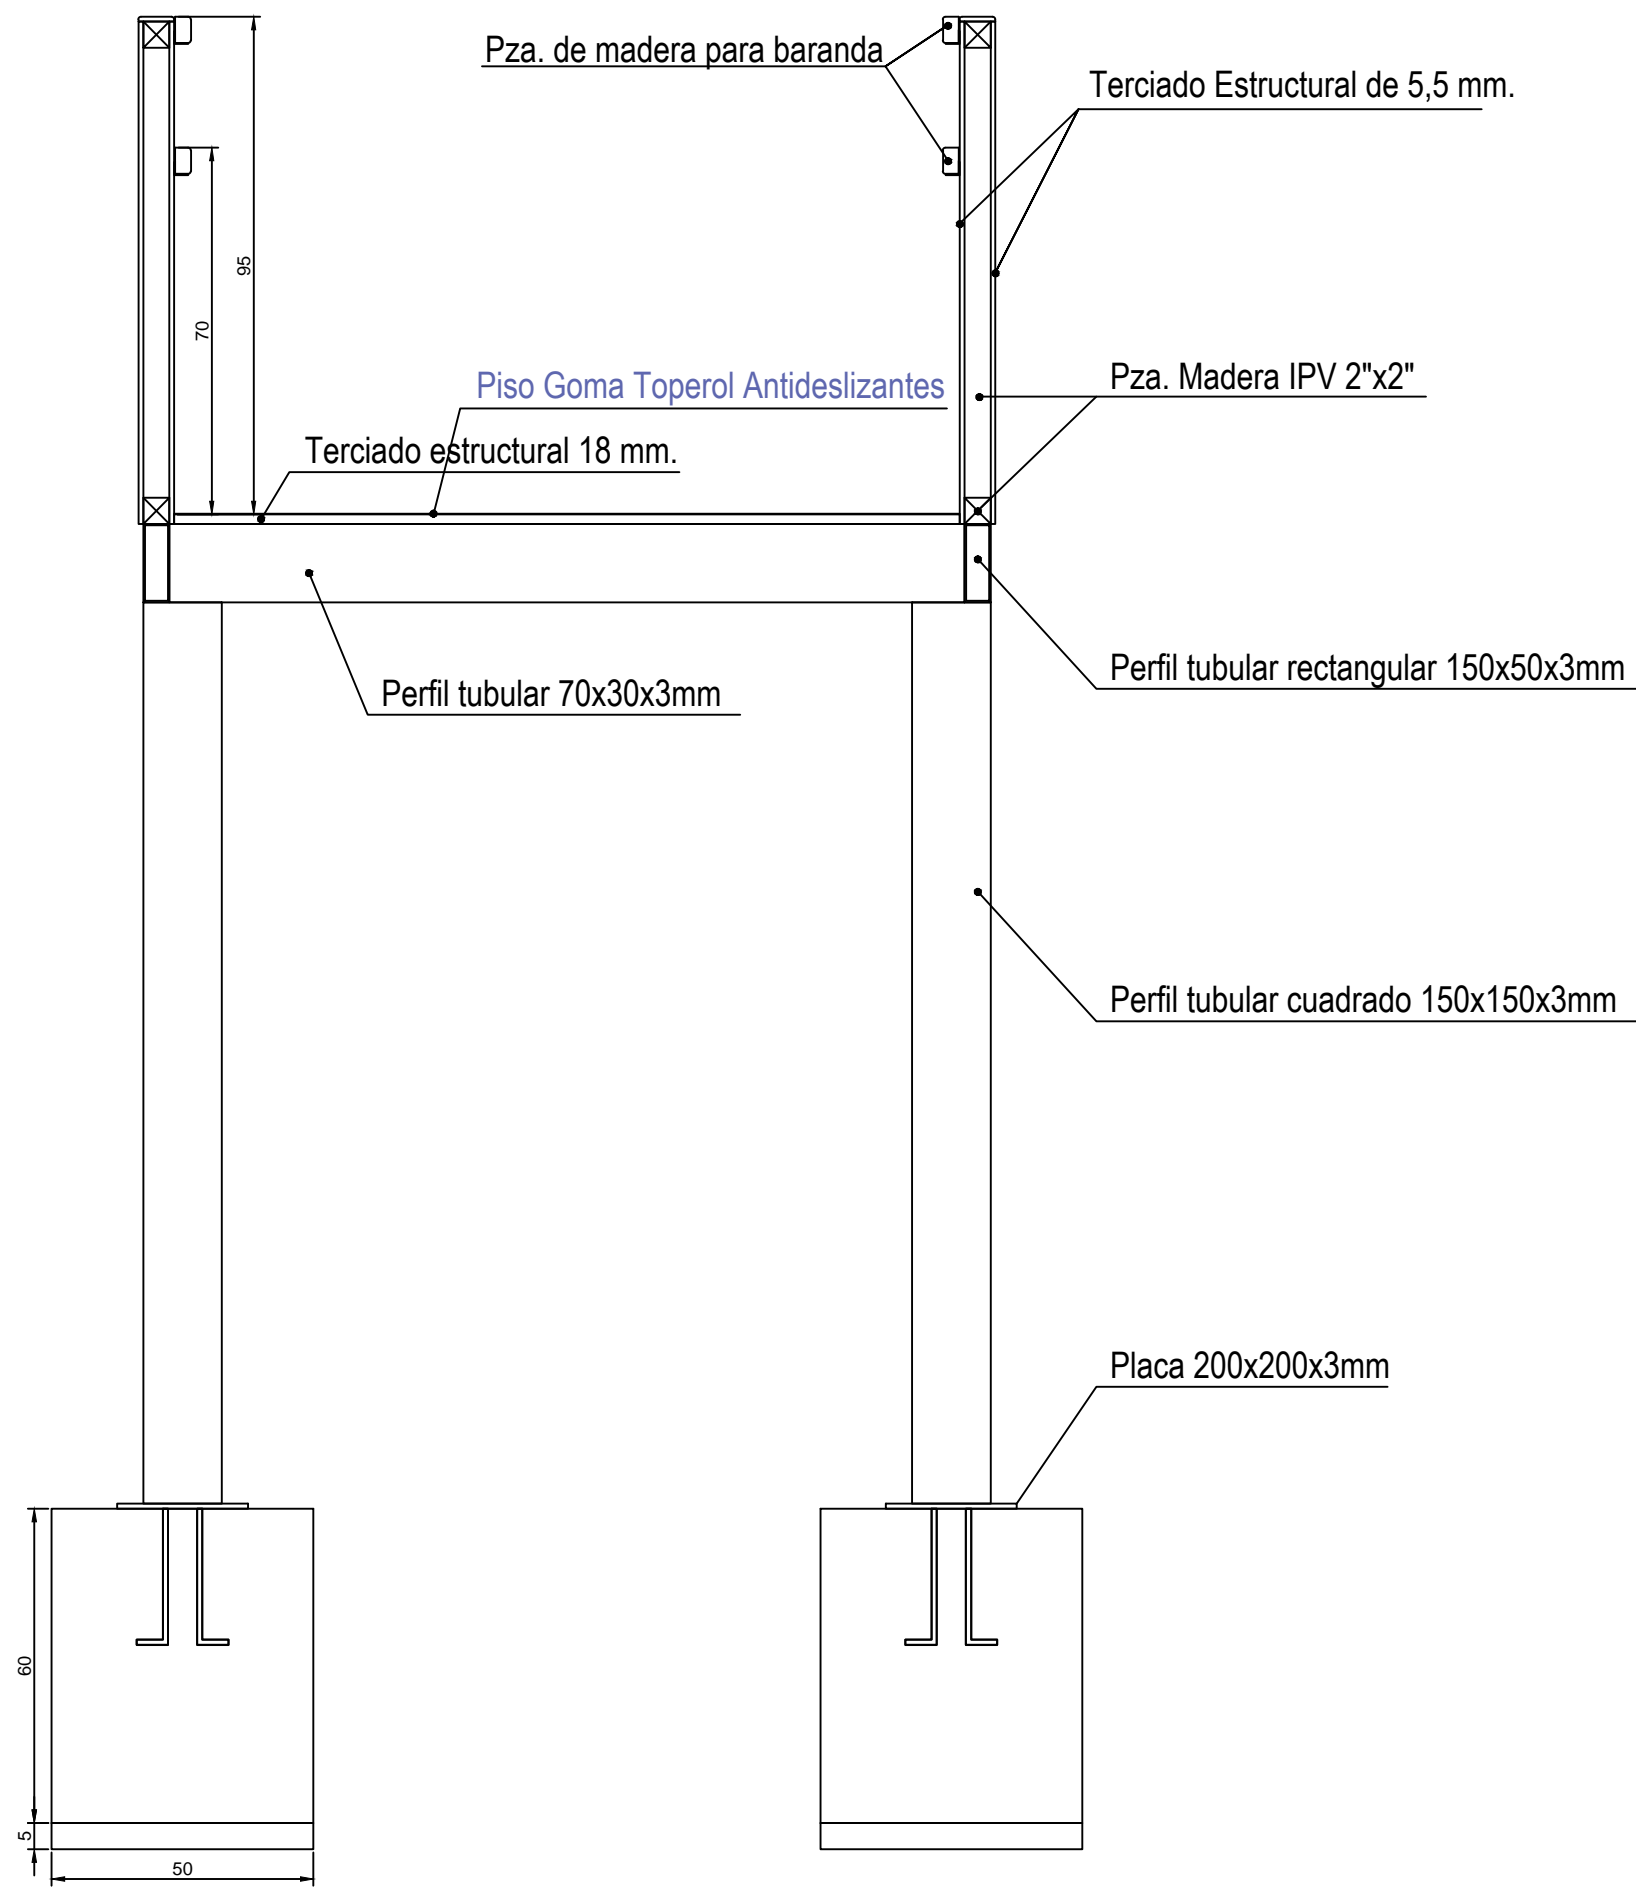 Pza. de madera para baranda
Terciado Estructural de 5,5 mm.
95
70
Pza. Madera IPV 2"x2"
Piso Goma Toperol Antideslizantes
Terciado estructural 18 mm.
Perfil tubular rectangular 150x50x3mm
Perfil tubular 70x30x3mm
Perfil tubular cuadrado 150x150x3mm
Placa 200x200x3mm
60
5
50